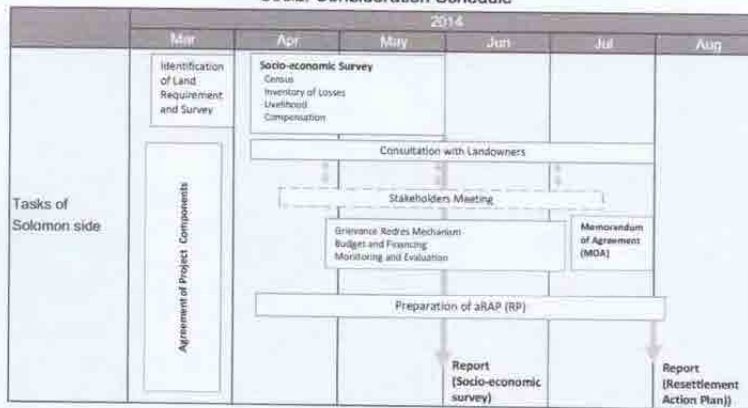 2014
Mar Apr May Jun Jul Aug
Tasks of
Solomon side
Identification
of Land
Requirement
and Survey
Socio-economic Survey
Census
Inventory of Losses
Livelihood
Compensation
Consultation with Landowners
Stakeholders Meeting
Agreement of Project Components
Grievance Redres Mechanism
Budget and Financing
Monitoring and Evaluation
Memorandum
of Agreement
(MOA)
Preparation of aRAP (RP)
Report
(Socio-economic
survey)
Report
(Resettlement
Action Plan))